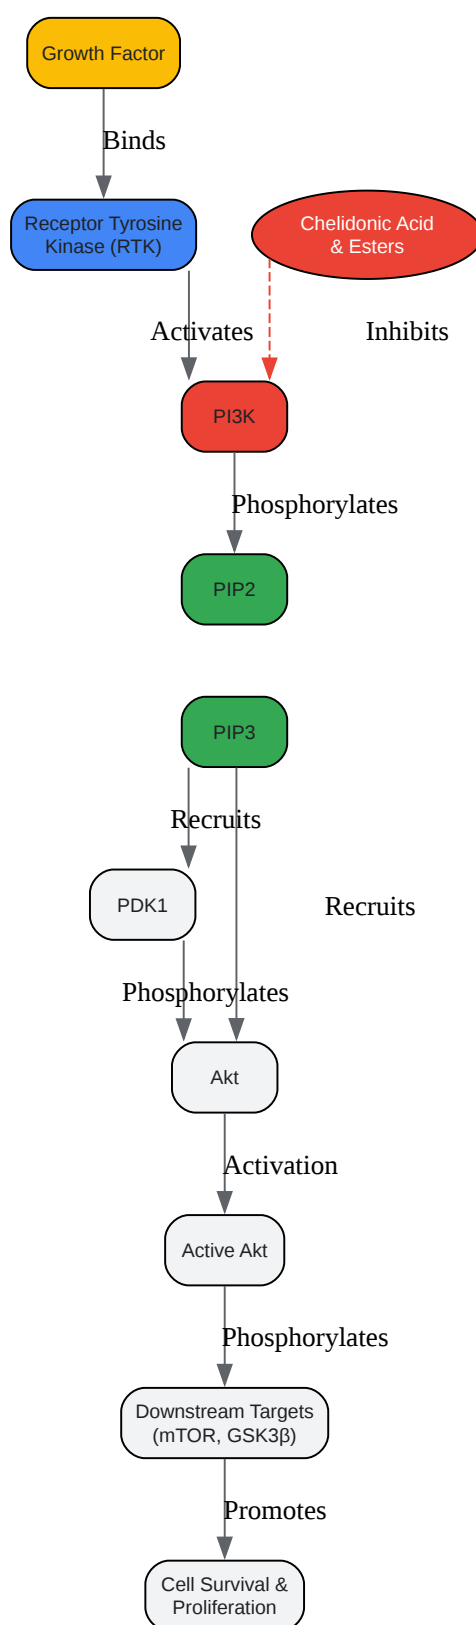 Growth Factor
Binds
Receptor Tyrosine
Kinase (RTK)
Chelidonic Acid
& Esters
Activates
Inhibits
PI3K
Phosphorylates
PIP2
PIP3
Recruits
PDK1
Recruits
Phosphorylates
Akt
Activation
Active Akt
Phosphorylates
Downstream Targets
(mTOR, GSK3β)
Promotes
Cell Survival &
Proliferation